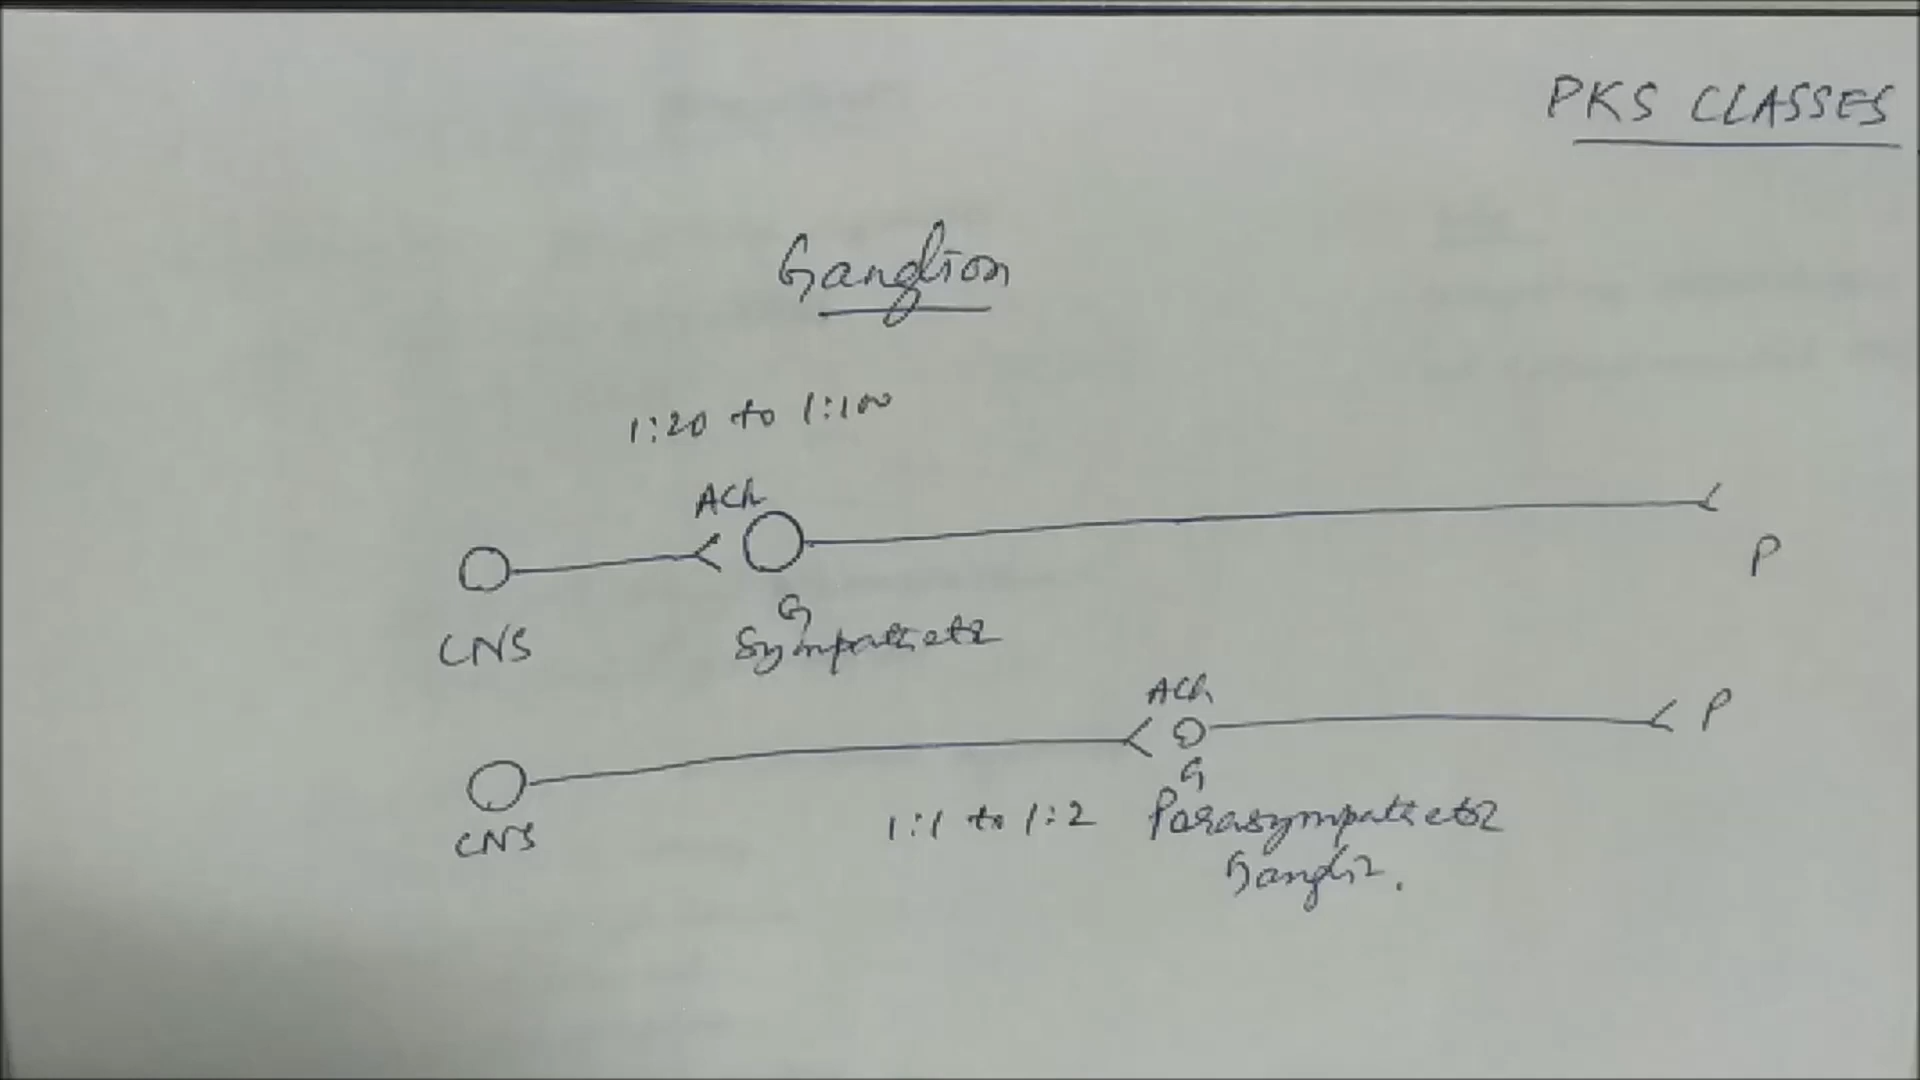 PKS CLASSES
Ganglion
1:20 to 1:100
ACh
P
G
CNS
Sympathetic
ACh
P
G
CNS
1:1 to 1:2 Parasympathetic
Ganglia.